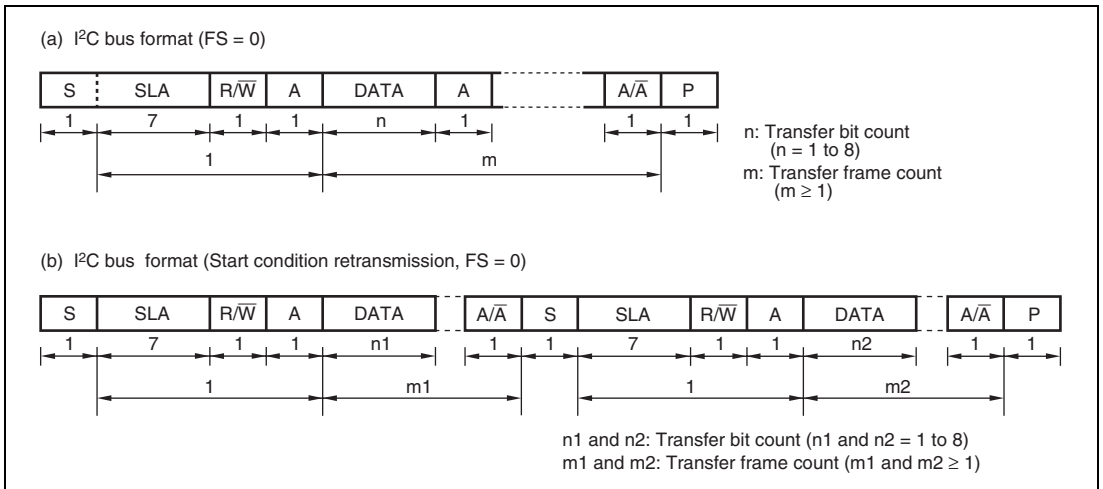 (a) I²C bus format (FS = 0)
S SLA R/W̅ A DATA A A/A̅ P
1 7 1 1 n 1 1 1
1 m
n: Transfer bit count
(n = 1 to 8)
m: Transfer frame count
(m ≥ 1)
(b) I²C bus format (Start condition retransmission, FS = 0)
S SLA R/W̅ A DATA A/A̅ S SLA R/W̅ A DATA A/A̅ P
1 7 1 1 n1 1 1 7 1 1 n2 1 1
1 m1 1 m2
n1 and n2: Transfer bit count (n1 and n2 = 1 to 8)
m1 and m2: Transfer frame count (m1 and m2 ≥ 1)